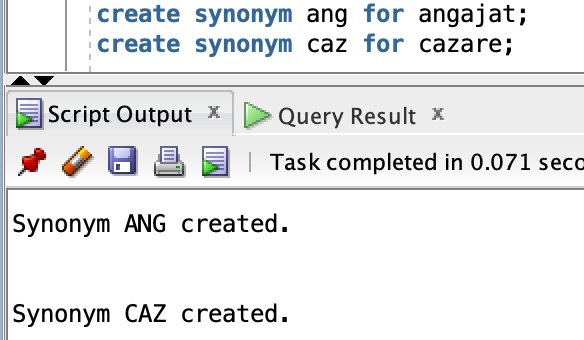 create synonym ang for angajat;
create synonym caz for cazare;
Script Output x Query Result x
Task completed in 0.071 seco
Synonym ANG created.
Synonym CAZ created.